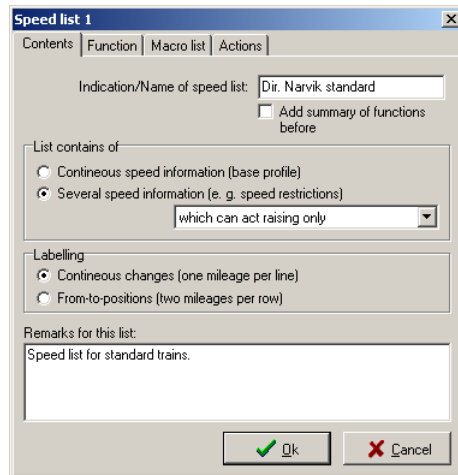 Speed list 1
Contents Function Macro list Actions
Indication/Name of speed list: Dir. Narvik standard
Add summary of functions
before
List contains of
Contineous speed information (base profile)
Several speed information (e. g. speed restrictions)
which can act raising only
Labelling
Contineous changes (one mileage per line)
From-to-positions (two mileages per row)
Remarks for this list:
Speed list for standard trains.
Ok Cancel